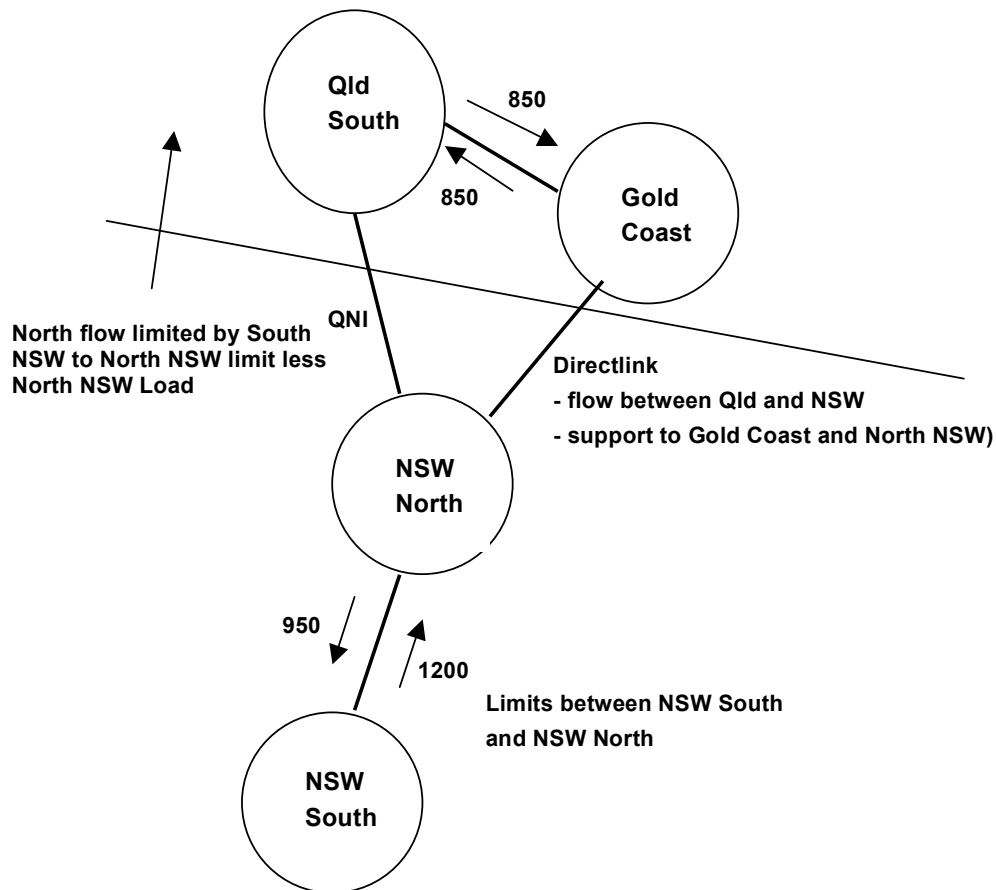 Qld
South
850
850
Gold
Coast
QNI
North flow limited by South
NSW to North NSW limit less
North NSW Load
Directlink
- flow between Qld and NSW
- support to Gold Coast and North NSW)
NSW
North
950
1200
Limits between NSW South
and NSW North
NSW
South